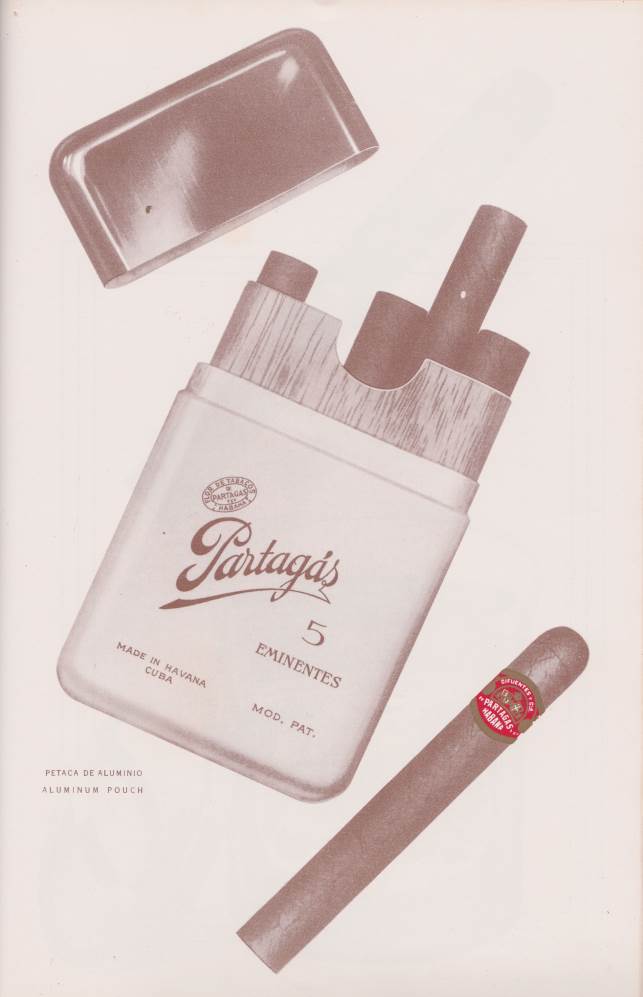 FLOR DE TABACOS
DE
PARTAGAS
Y Cª
HABANA
Partagás
5
EMINENTES
MADE IN HAVANA
CUBA
MOD. PAT.
CIFUENTES Y CIA
PARTAGAS
HABANA
PETACA DE ALUMINIO
ALUMINUM POUCH